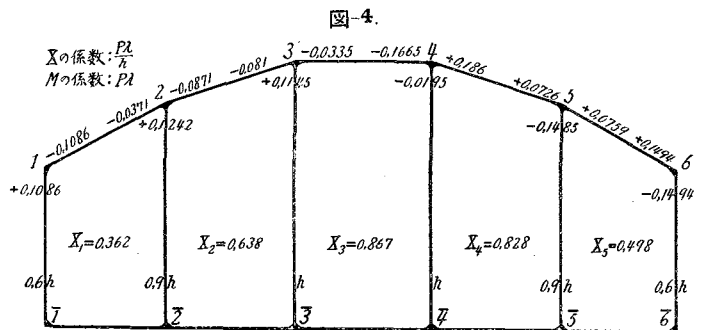 図-4.
X̄の係数: Pλ/h
Mの係数: Pλ
3 -0.0335 -0.1665 4
2 -0.0871 -0.081 +0.1145 -0.0195 +0.186 +0.0726 5
1 -0.1086 -0.0371 +0.1242 -0.1485 +0.0759 +0.1494 6
+0.1086 -0.1494
X₁=0.362 X₂=0.638 X₃=0.867 X₄=0.828 X₅=0.498
0.6h 0.9h h h 0.9h 0.6h
1̄ 2̄ 3̄ 4̄ 5̄ 6̄